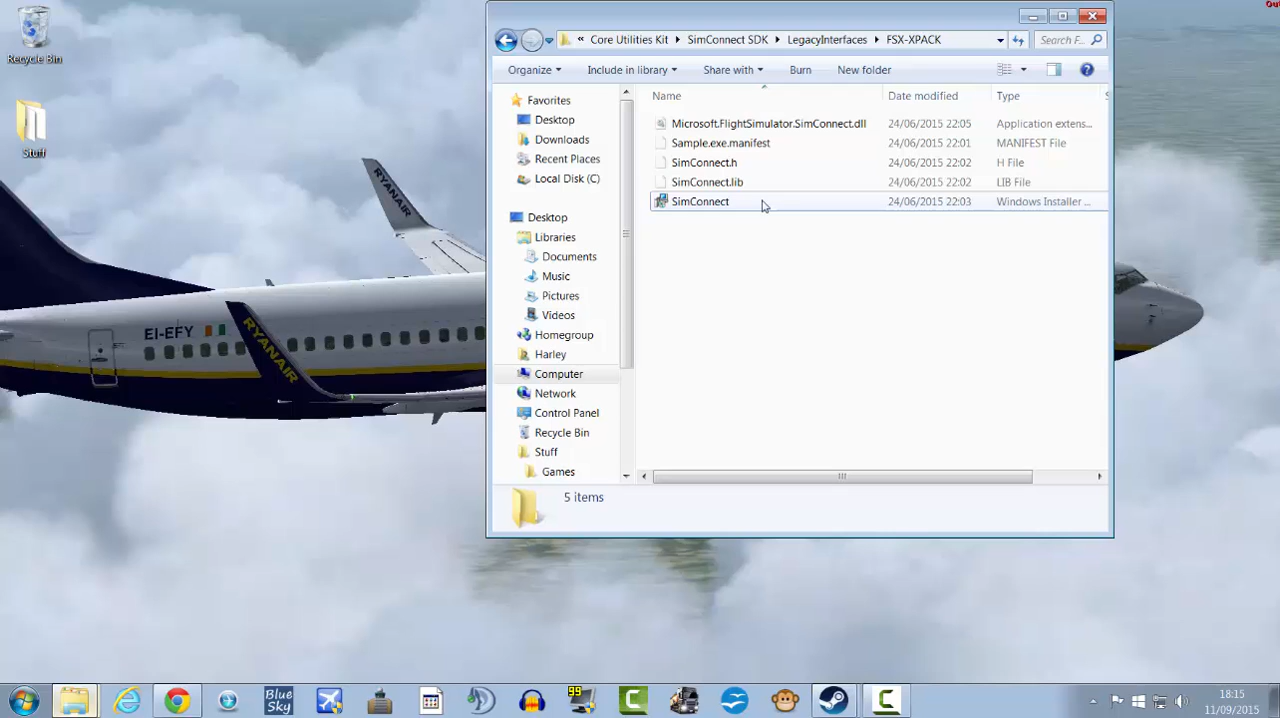 Recycle Bin
Stuff
RYANAIR
EI-EFY
RYANAIR
« Core Utilities Kit ▸ SimConnect SDK ▸ LegacyInterfaces ▸ FSX-XPACK
Search F...
Organize
Include in library
Share with
Burn
New folder
Favorites
Desktop
Downloads
Recent Places
Local Disk (C)
Desktop
Libraries
Documents
Music
Pictures
Videos
Homegroup
Harley
Computer
Network
Control Panel
Recycle Bin
Stuff
Games
Name Date modified Type
Microsoft.FlightSimulator.SimConnect.dll 24/06/2015 22:05 Application extens...
Sample.exe.manifest 24/06/2015 22:01 MANIFEST File
SimConnect.h 24/06/2015 22:02 H File
SimConnect.lib 24/06/2015 22:02 LIB File
SimConnect 24/06/2015 22:03 Windows Installer ...
5 items
Blue
Sky
99
18:15
11/09/2015